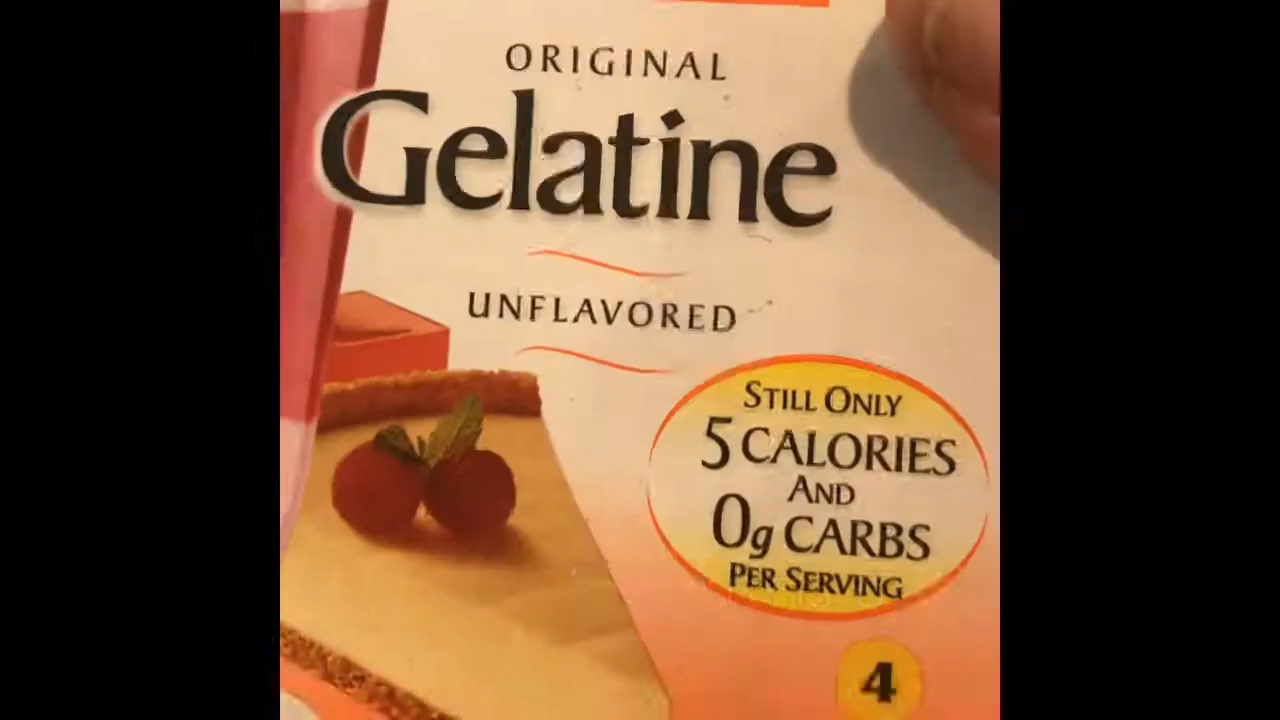 ORIGINAL
Gelatine
UNFLAVORED
STILL ONLY
5 CALORIES
AND
0g CARBS
PER SERVING
4